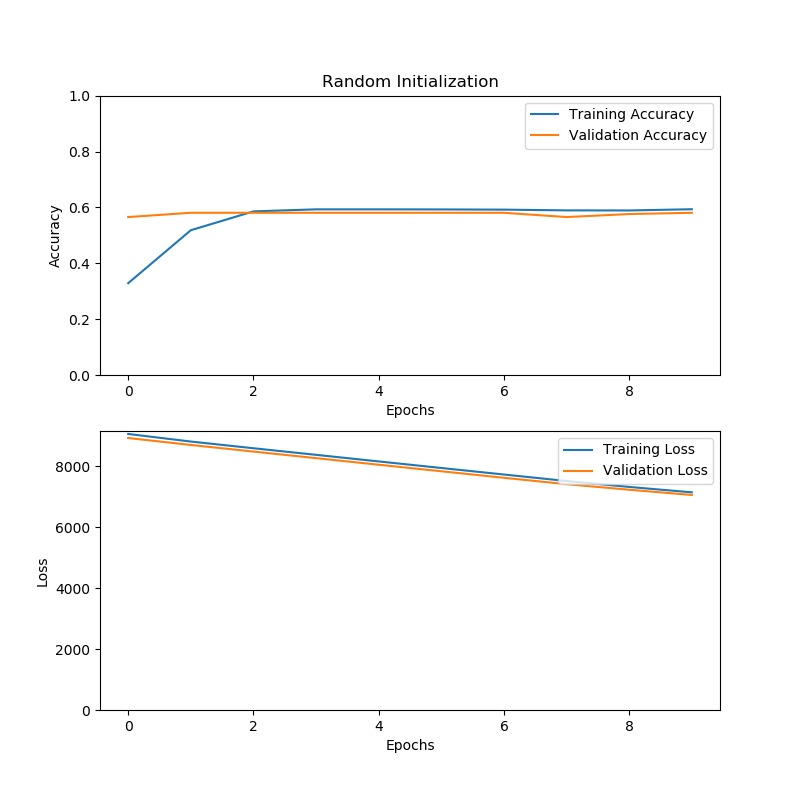 Random Initialization
1.0
0.8
0.6
0.4
0.2
0.0
Accuracy
Training Accuracy
Validation Accuracy
0 2 4 6 8
Epochs
8000
6000
4000
2000
0
Loss
Training Loss
Validation Loss
0 2 4 6 8
Epochs